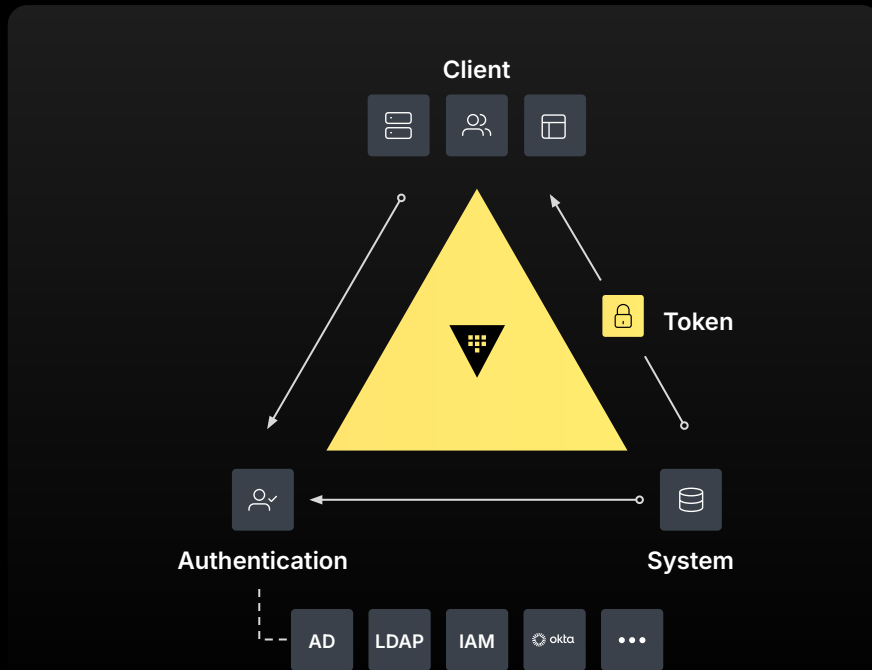 Client
Token
Authentication
System
AD
LDAP
IAM
okta